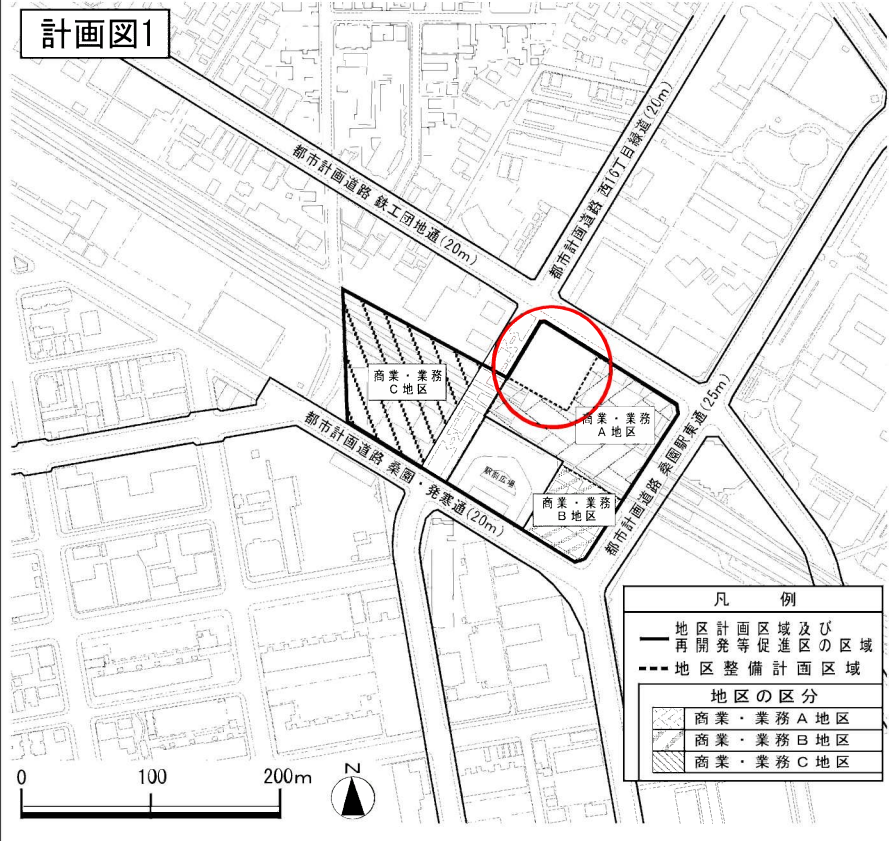 計画図1
都市計画道路 鉄工団地通(20m)
都市計画道路 西16丁目緑道(20m)
商業・業務
C地区
商業・業務
A地区
都市計画道路 桑園・発寒通(20m)
駅前広場
商業・業務
B地区
都市計画道路 桑園駅東通(25m)
凡 例
地区計画区域及び
再開発等促進区の区域
地区整備計画区域
地区の区分
商業・業務A地区
商業・業務B地区
商業・業務C地区
0 100 200m
N